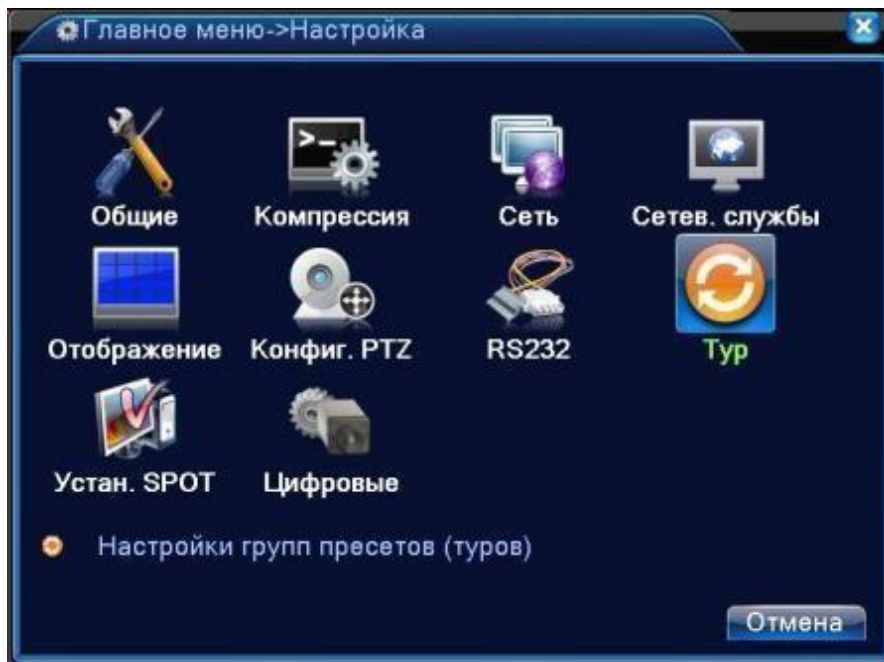 Главное меню->Настройка
Общие
Компрессия
Сеть
Сетев. службы
Отображение
Конфиг. PTZ
RS232
Тур
Устан. SPOT
Цифровые
Настройки групп пресетов (туров)
Отмена